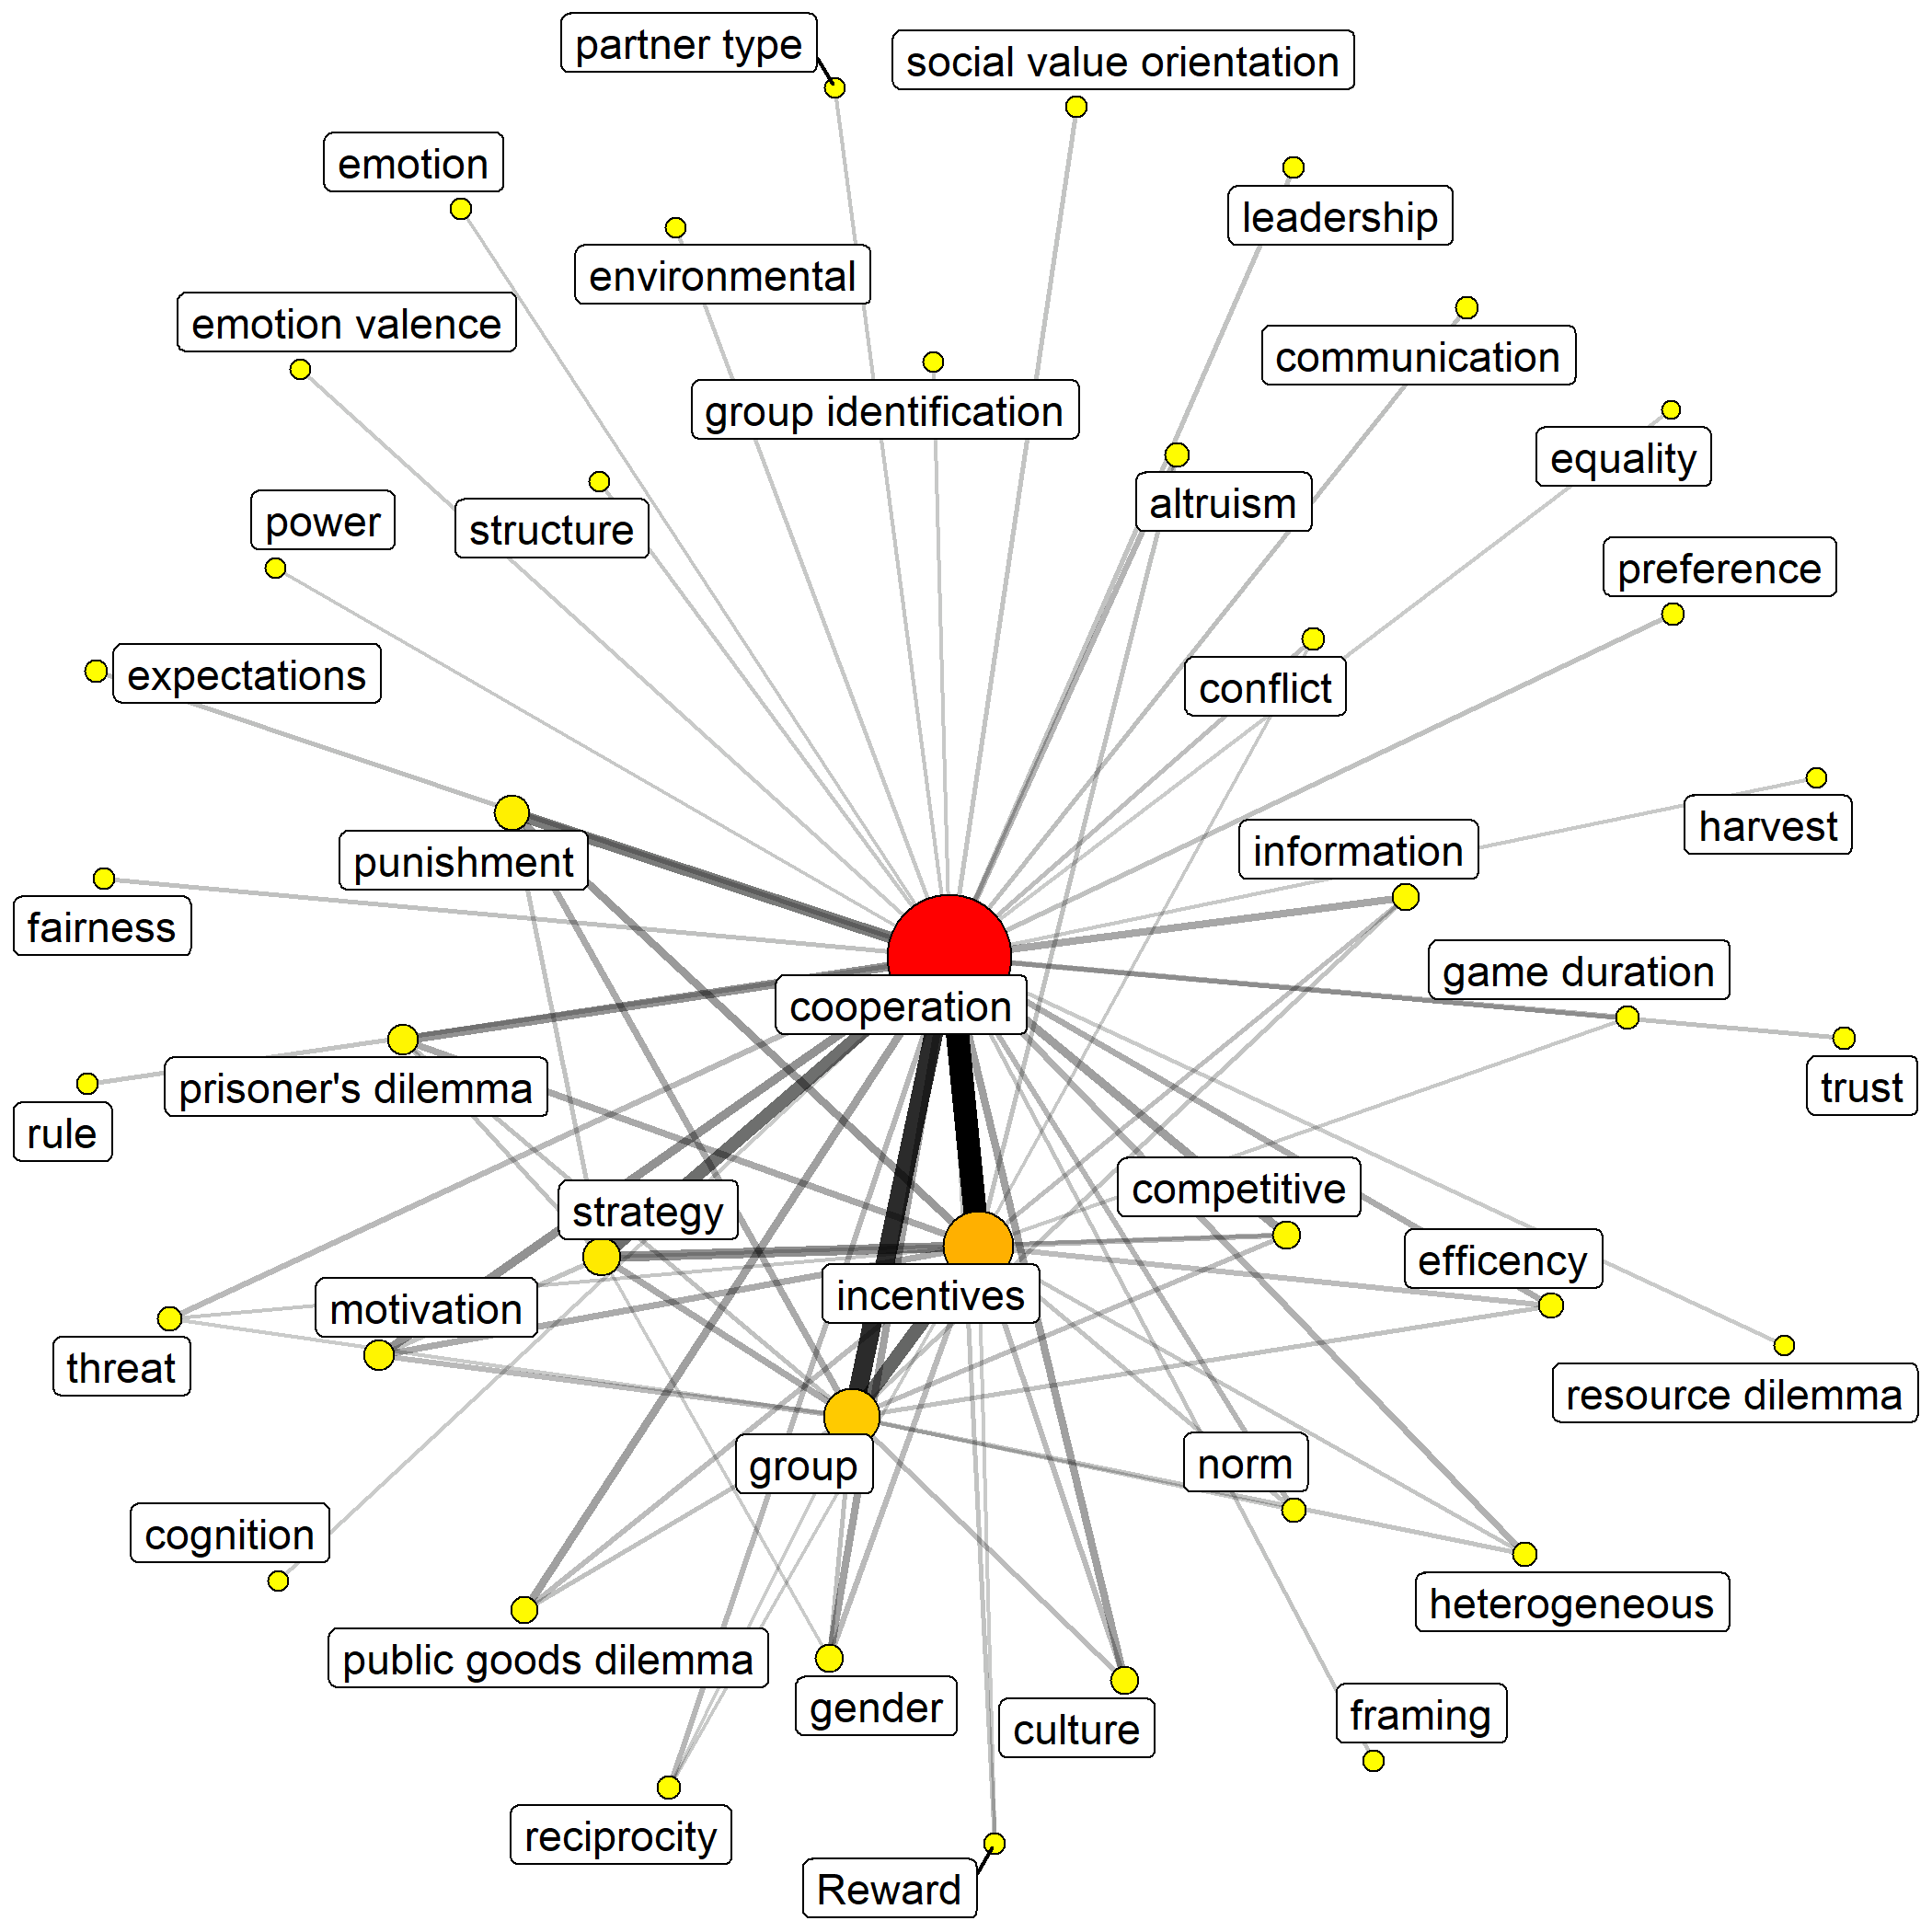 partner type
social value orientation
emotion
leadership
environmental
emotion valence
communication
group identification
equality
altruism
power
structure
preference
expectations
conflict
harvest
information
punishment
fairness
game duration
cooperation
prisoner's dilemma
trust
rule
competitive
strategy
efficency
incentives
motivation
threat
resource dilemma
norm
group
cognition
heterogeneous
public goods dilemma
gender
framing
culture
reciprocity
Reward